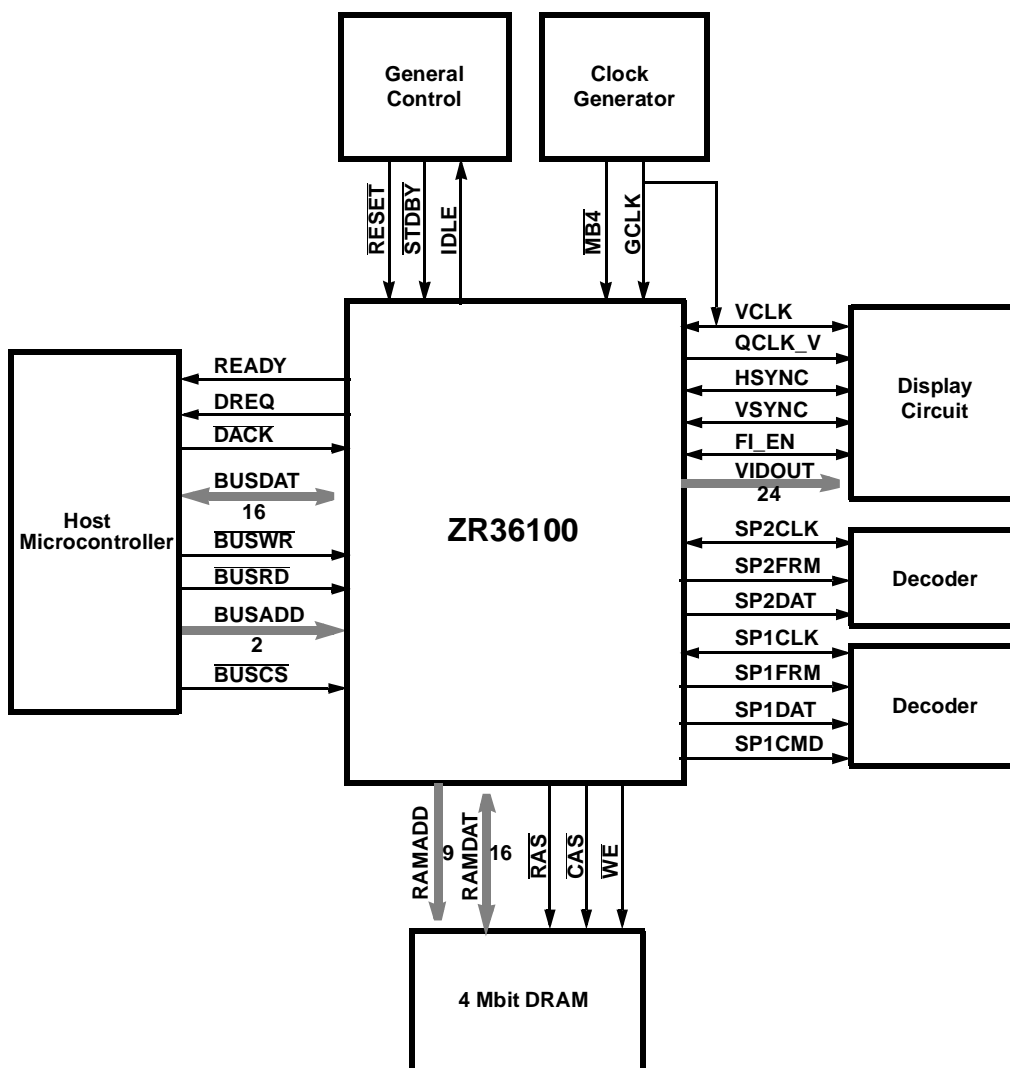 General
Control
Clock
Generator
RESET
STDBY
IDLE
MB4
GCLK
READY
DREQ
DACK
BUSDAT
16
BUSWR
BUSRD
BUSADD
2
BUSCS
Host
Microcontroller
ZR36100
VCLK
QCLK_V
HSYNC
VSYNC
FI_EN
VIDOUT
24
Display
Circuit
SP2CLK
SP2FRM
SP2DAT
Decoder
SP1CLK
SP1FRM
SP1DAT
SP1CMD
Decoder
RAMADD
9
RAMDAT
16
RAS
CAS
WE
4 Mbit DRAM